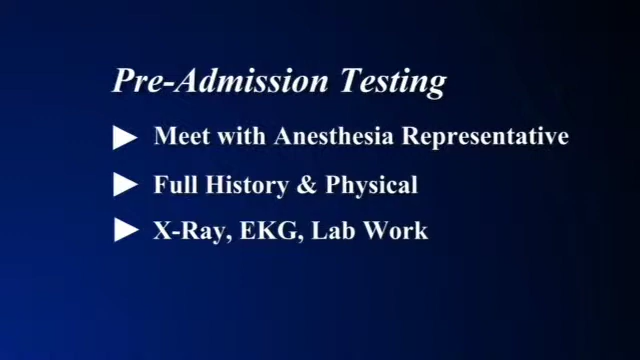 Pre-Admission Testing
Meet with Anesthesia Representative
Full History & Physical
X-Ray, EKG, Lab Work